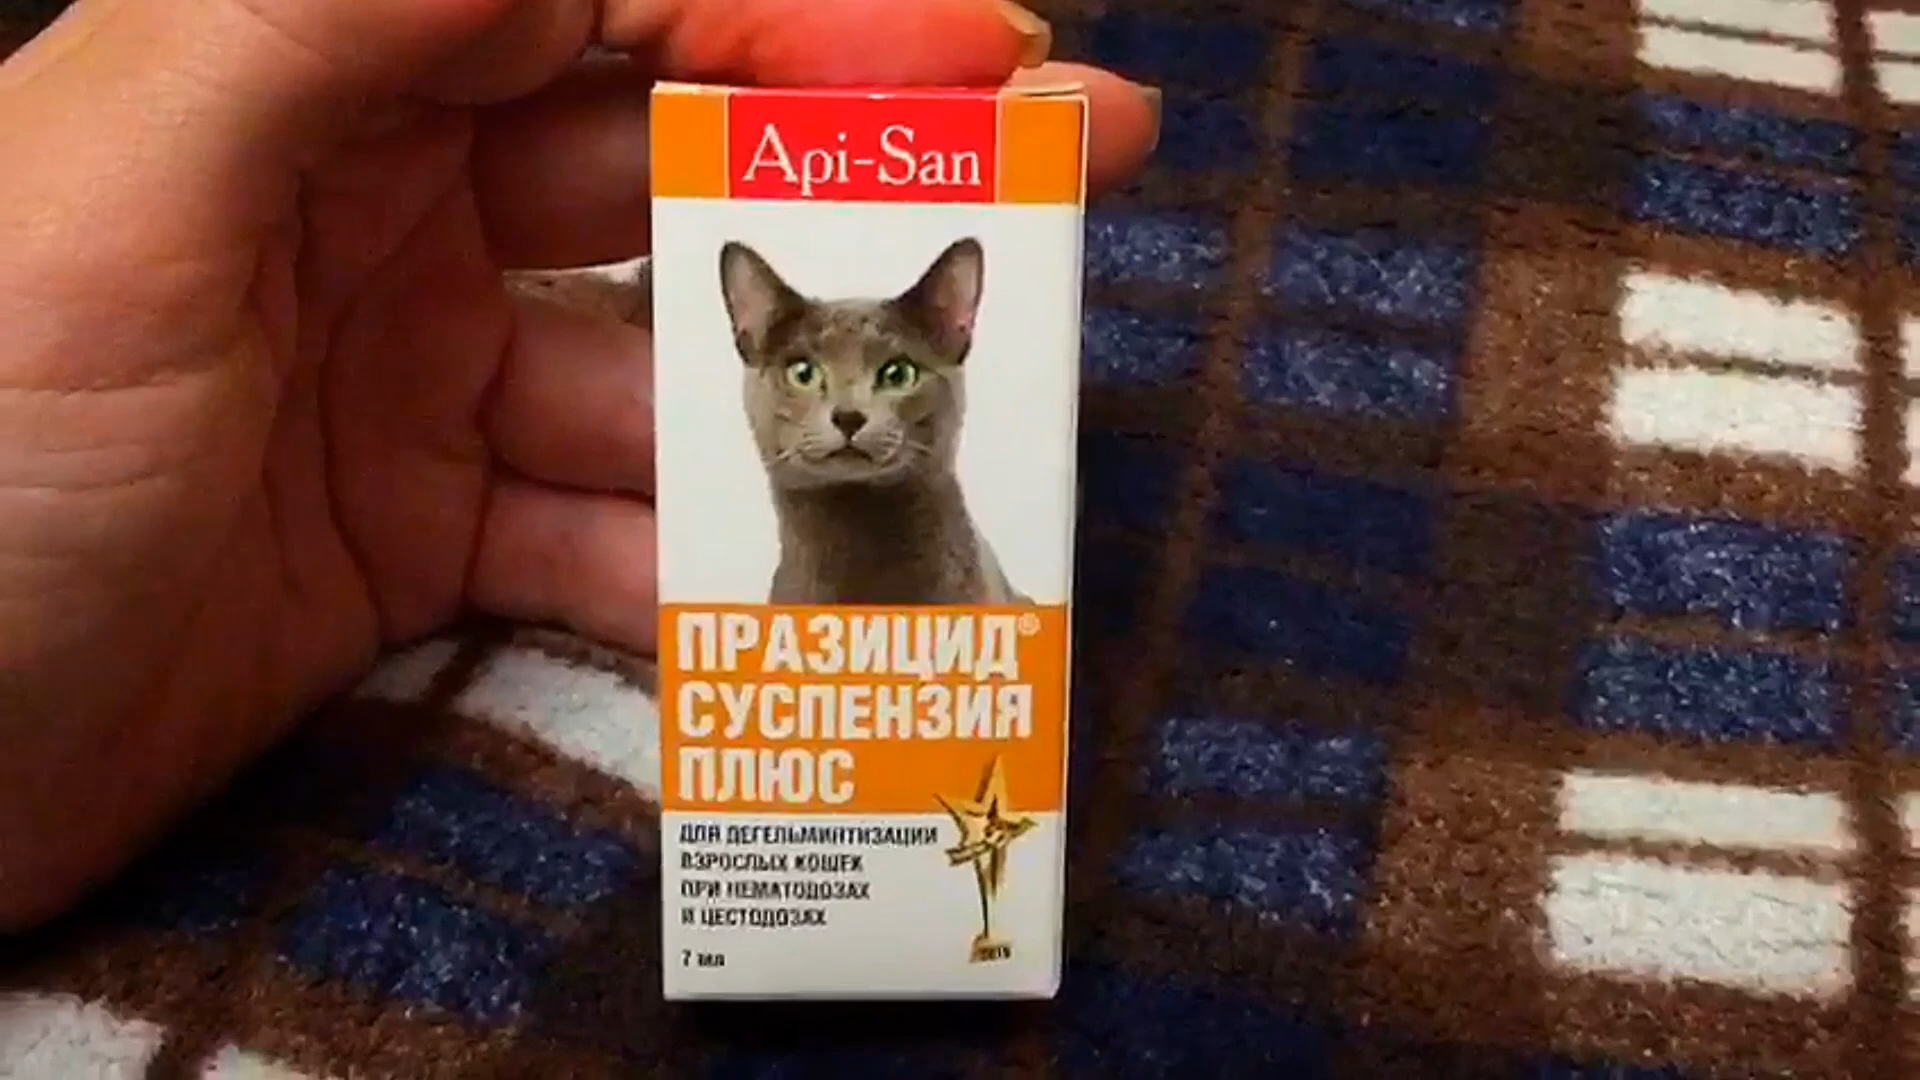 Api-San
ПРАЗИЦИД®
СУСПЕНЗИЯ
ПЛЮС
ДЛЯ ДЕГЕЛЬМИНТИЗАЦИИ
ВЗРОСЛЫХ КОШЕК
ПРИ НЕМАТОДОЗАХ
И ЦЕСТОДОЗАХ
7 мл